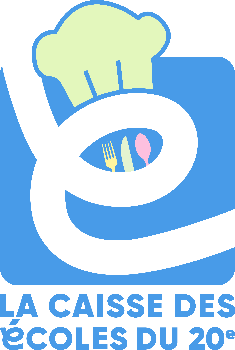 LA CAISSE DES
éCOLES DU 20e